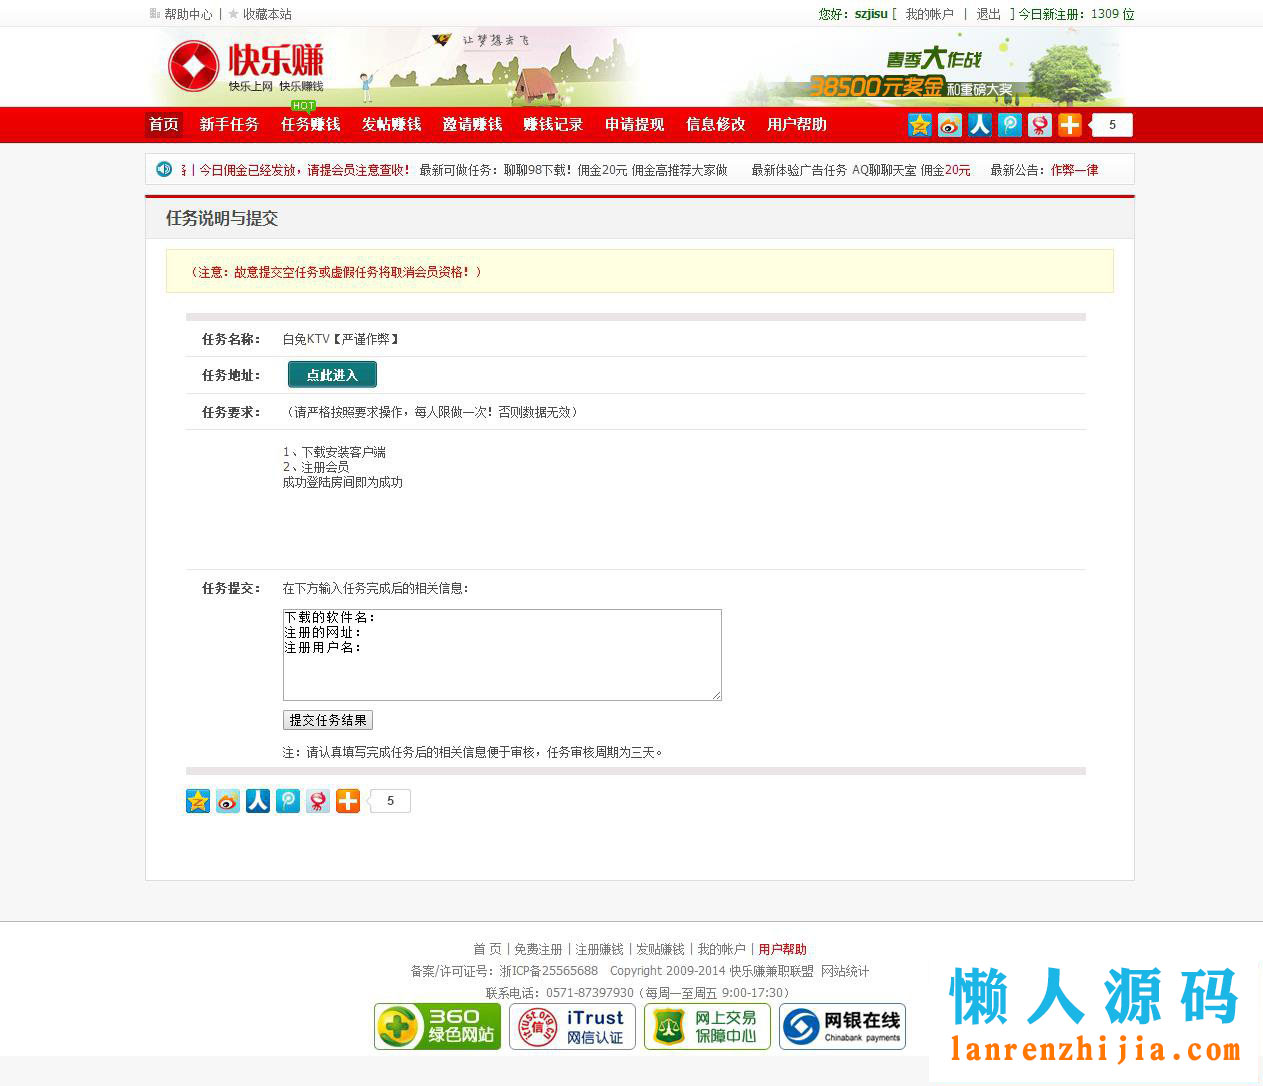 帮助中心 | 收藏本站 您好：szjisu [ 我的帐户 | 退出 ] 今日新注册：1309 位
快乐赚
快乐上网 快乐赚钱
让梦想去飞
春季大作战
38500元奖金和重磅大奖
HOT
首页 新手任务 任务赚钱 发帖赚钱 邀请赚钱 赚钱记录 申请提现 信息修改 用户帮助 5
| 今日佣金已经发放，请提会员注意查收！ 最新可做任务：聊聊98下载！佣金20元 佣金高推荐大家做 最新体验广告任务 AQ聊聊天室 佣金20元 最新公告：作弊一律
任务说明与提交
（注意：故意提交空任务或虚假任务将取消会员资格！）
任务名称： 白兔KTV【严谨作弊】
任务地址： 点此进入
任务要求： （请严格按照要求操作，每人限做一次！否则数据无效）
1、下载安装客户端
2、注册会员
成功登陆房间即为成功
任务提交： 在下方输入任务完成后的相关信息：
下载的软件名：
注册的网址：
注册用户名：
提交任务结果
注：请认真填写完成任务后的相关信息便于审核，任务审核周期为三天。
5
首 页 | 免费注册 | 注册赚钱 | 发贴赚钱 | 我的帐户 | 用户帮助
备案/许可证号：浙ICP备25565688 Copyright 2009-2014 快乐赚兼职联盟 网站统计
联系电话：0571-87397930（每周一至周五 9:00-17:30）
360 绿色网站 iTrust 网信认证 网上交易 保障中心 网银在线 Chinabank payments
懒人源码
lanrenzhijia.com